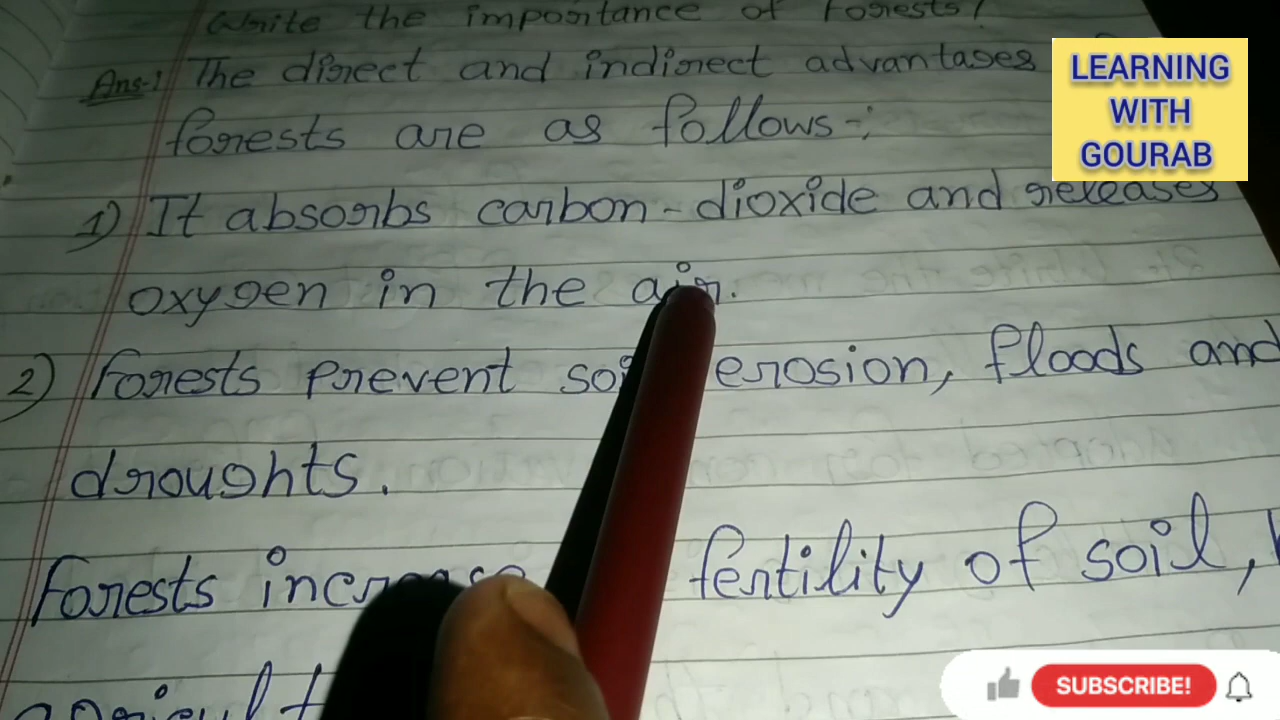 Write the importance of Forests?
Ans-1 The direct and indirect advantages
forests are as follows-:
1) It absorbs carbon-dioxide and releases
oxygen in the air.
2) Forests prevent soil erosion, floods and
droughts.
Forests increase fertility of soil,
LEARNING
WITH
GOURAB
SUBSCRIBE!